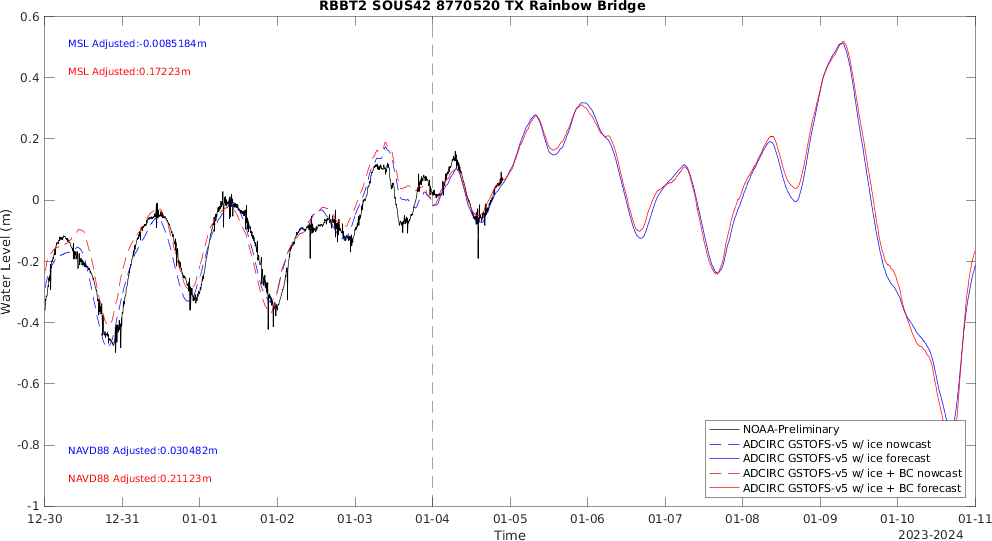 RBBT2 SOUS42 8770520 TX Rainbow Bridge
MSL Adjusted:-0.0085184m
MSL Adjusted:0.17223m
NAVD88 Adjusted:0.030482m
NAVD88 Adjusted:0.21123m
Water Level (m)
0.6
0.4
0.2
0
-0.2
-0.4
-0.6
-0.8
-1
NOAA-Preliminary
ADCIRC GSTOFS-v5 w/ ice nowcast
ADCIRC GSTOFS-v5 w/ ice forecast
ADCIRC GSTOFS-v5 w/ ice + BC nowcast
ADCIRC GSTOFS-v5 w/ ice + BC forecast
12-30 12-31 01-01 01-02 01-03 01-04 01-05 01-06 01-07 01-08 01-09 01-10 01-11
Time
2023-2024